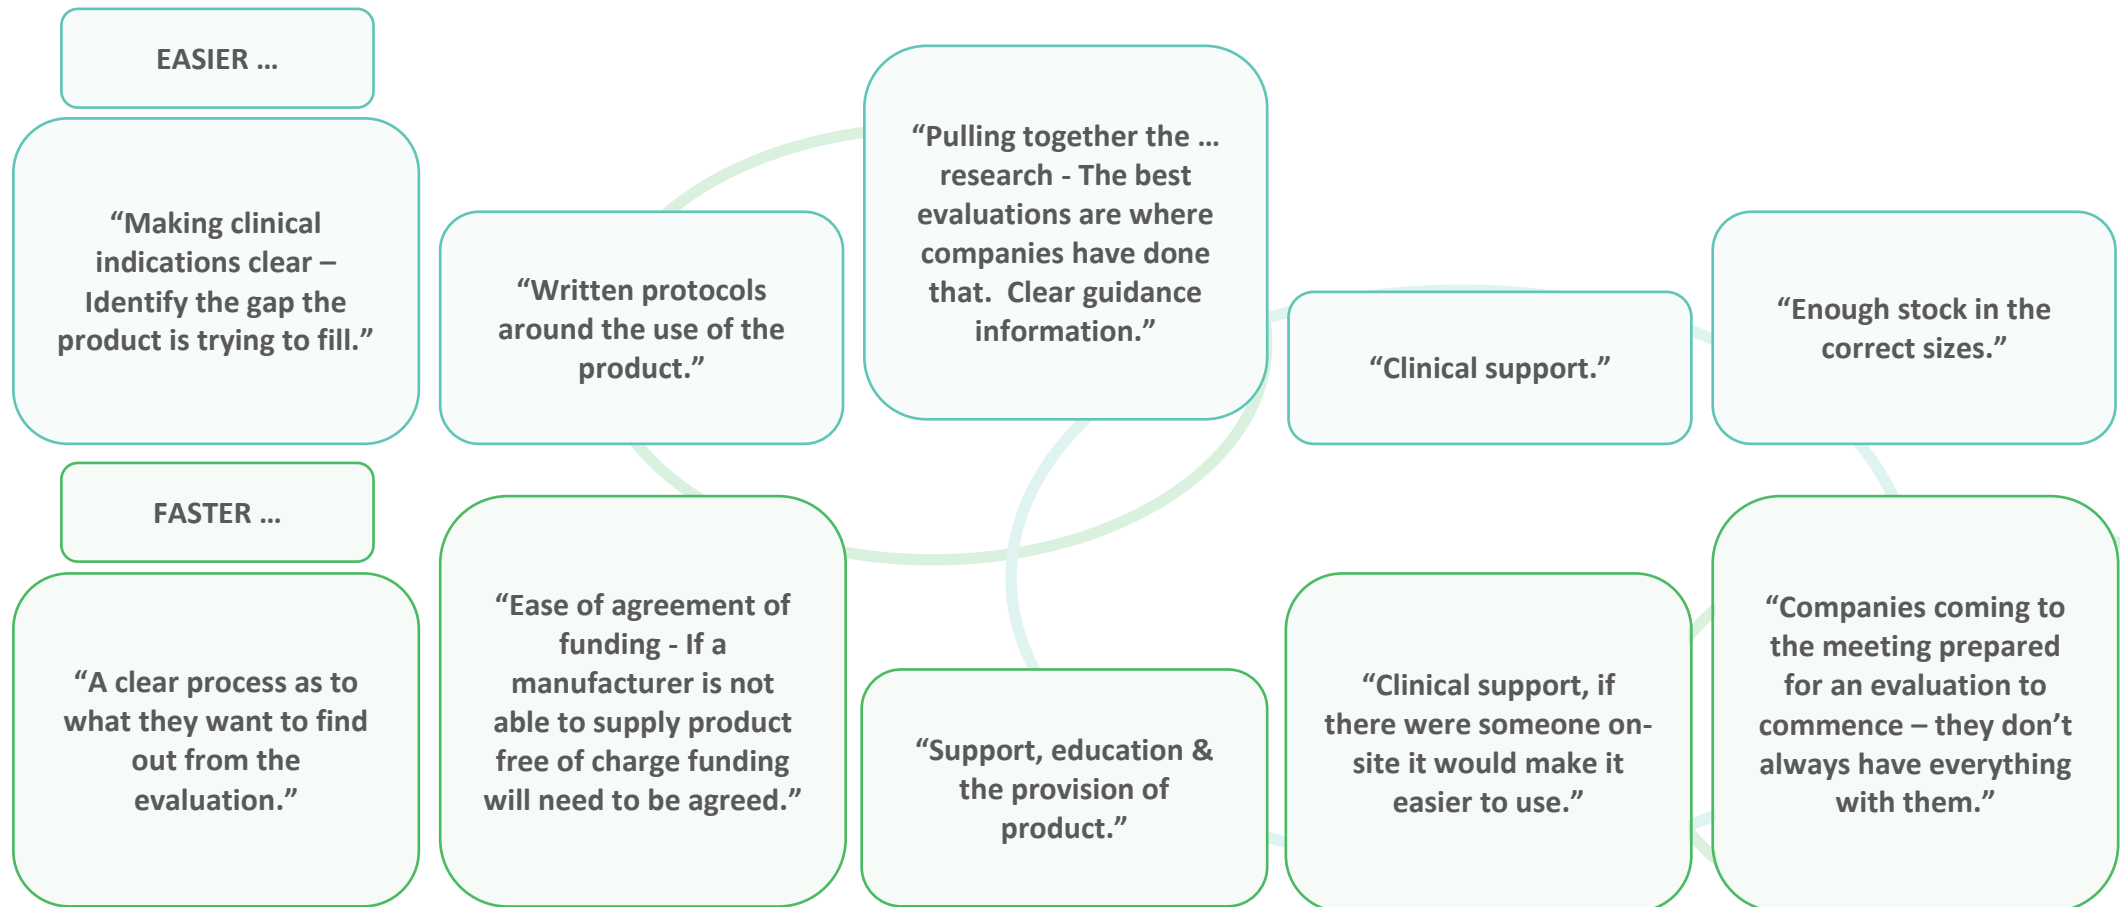 EASIER …
“Making clinical
indications clear –
Identify the gap the
product is trying to fill.”
“Written protocols
around the use of the
product.”
“Pulling together the …
research - The best
evaluations are where
companies have done
that.  Clear guidance
information.”
“Clinical support.”
“Enough stock in the
correct sizes.”
FASTER …
“A clear process as to
what they want to find
out from the
evaluation.”
“Ease of agreement of
funding - If a
manufacturer is not
able to supply product
free of charge funding
will need to be agreed.”
“Support, education &
the provision of
product.”
“Clinical support, if
there were someone on-
site it would make it
easier to use.”
“Companies coming to
the meeting prepared
for an evaluation to
commence – they don’t
always have everything
with them.”